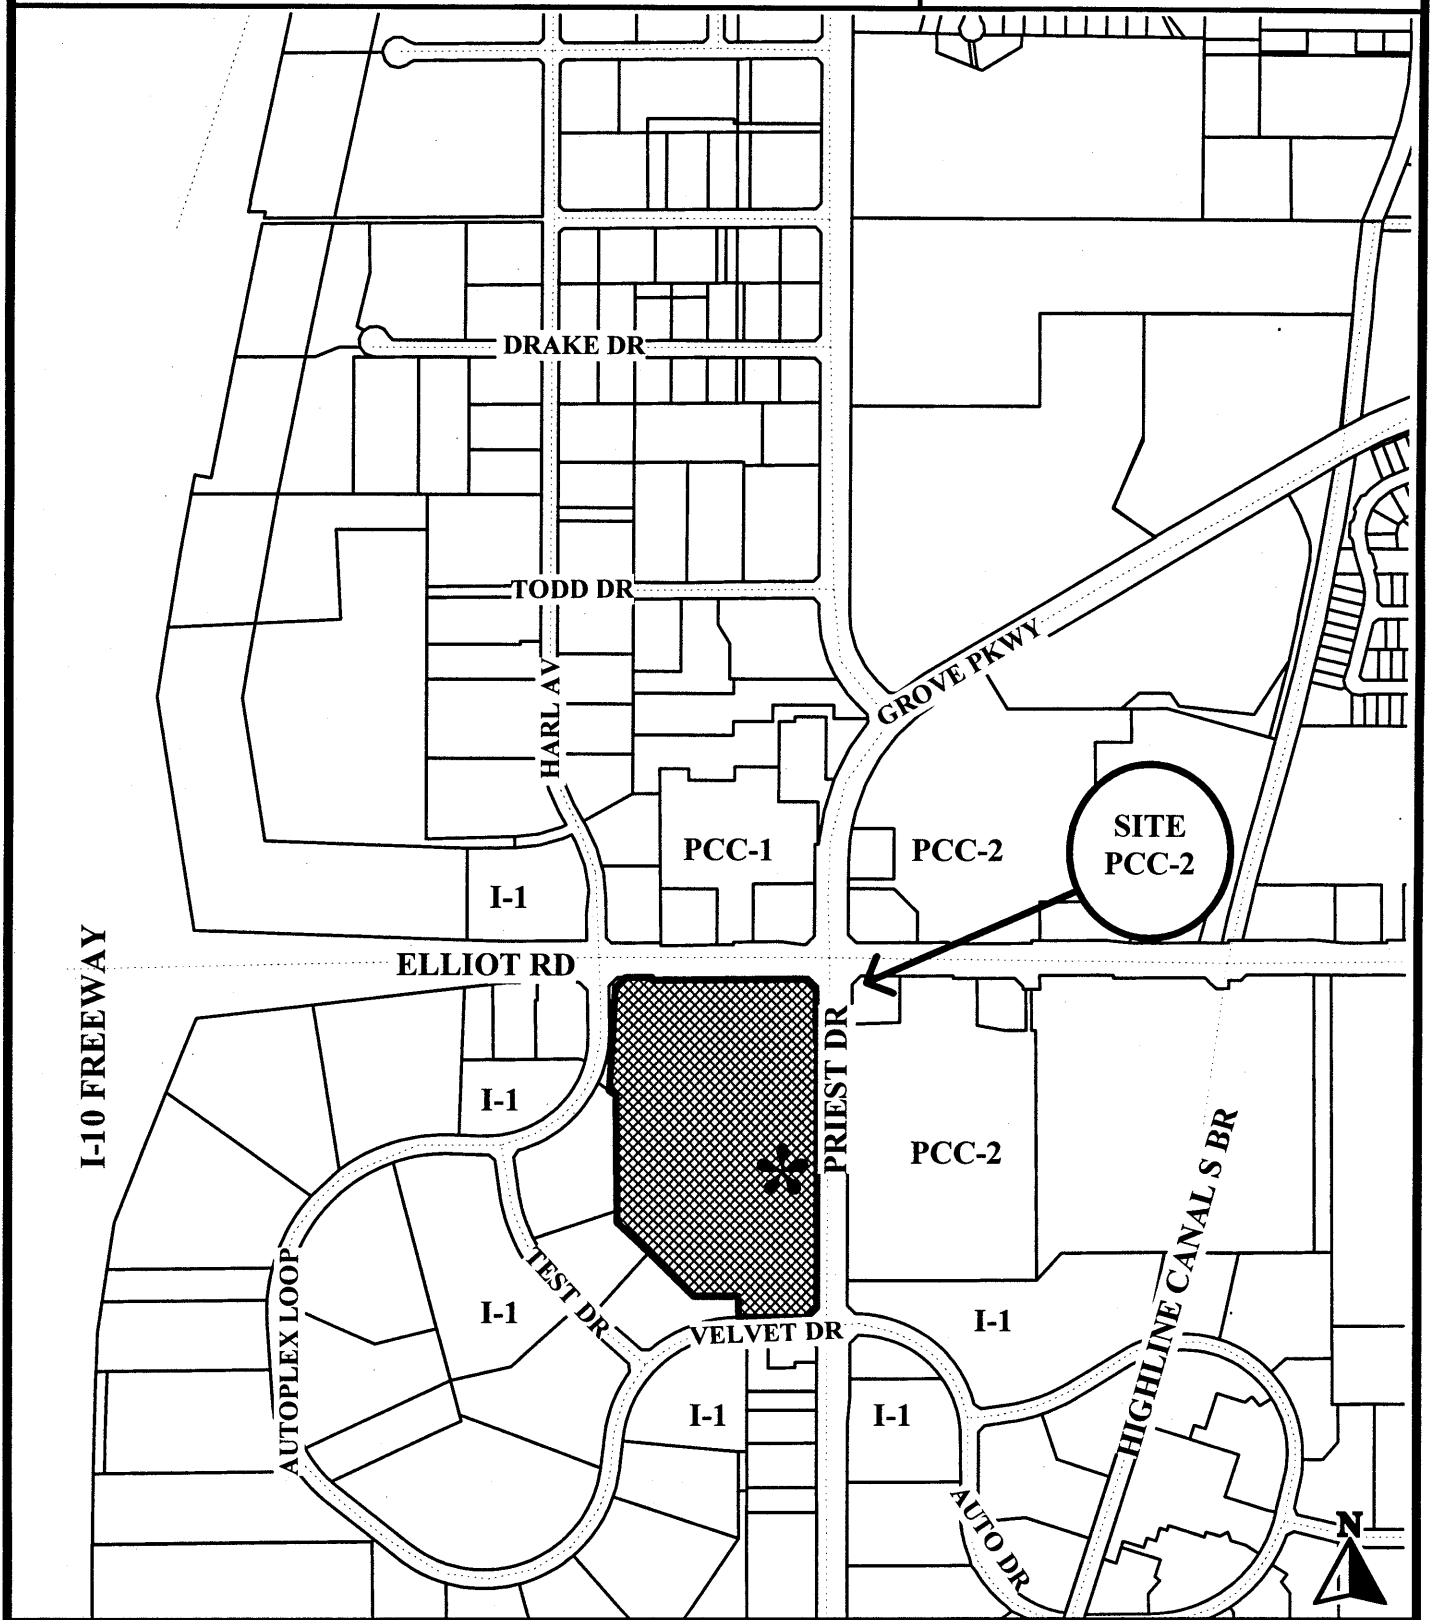 DRAKE DR
TODD DR
GROVE PKWY
HARL AV
PCC-1
PCC-2
SITE
PCC-2
I-1
I-10 FREEWAY
ELLIOT RD
PRIEST DR
I-1
PCC-2
HIGHLINE CANAL S BR
AUTOPLEX LOOP
TEST DR
I-1
VELVET DR
I-1
I-1
I-1
AUTO DR
N